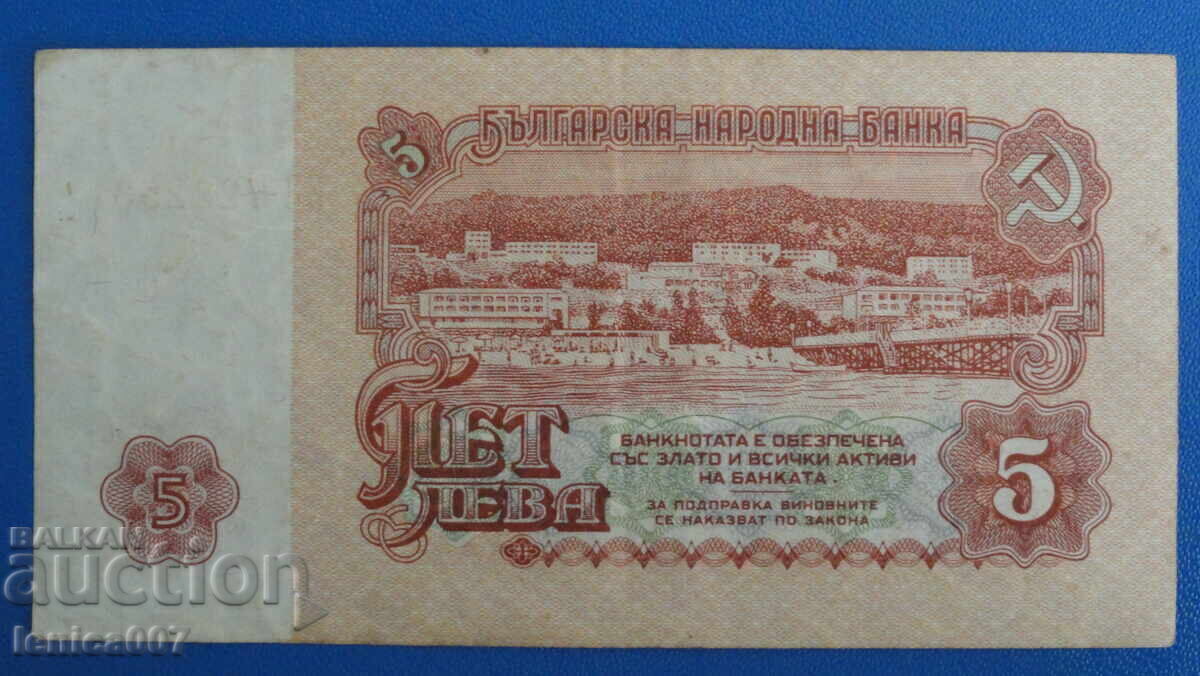 БЪЛГАРСКА НАРОДНА БАНКА
5
ПЕТ
ЛЕВА
БАНКНОТАТА Е ОБЕЗПЕЧЕНА
СЪС ЗЛАТО И ВСИЧКИ АКТИВИ
НА БАНКАТА.
ЗА ПОДПРАВКА ВИНОВНИТЕ
СЕ НАКАЗВАТ ПО ЗАКОНА
5
5
BALKAN
auction
lenica007